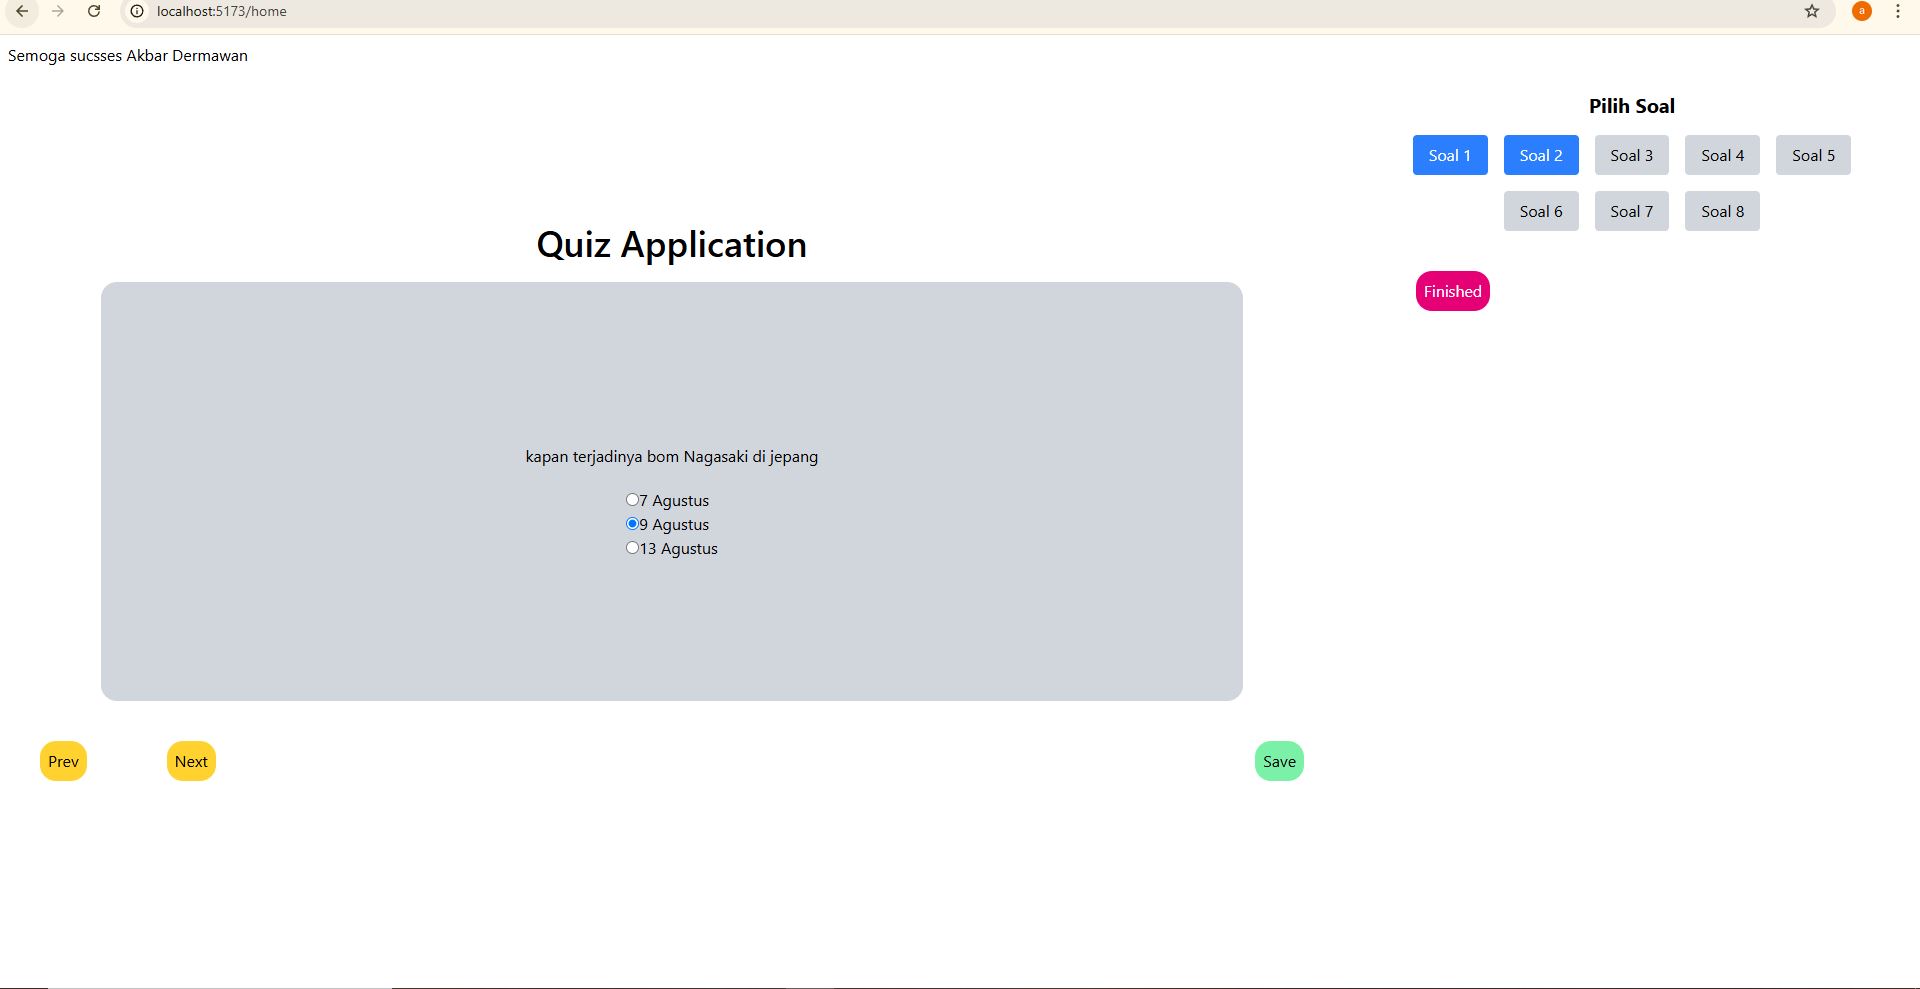 localhost:5173/home
a
Semoga sucsses Akbar Dermawan
Pilih Soal
Soal 1
Soal 2
Soal 3
Soal 4
Soal 5
Soal 6
Soal 7
Soal 8
Finished
Quiz Application
kapan terjadinya bom Nagasaki di jepang
7 Agustus
9 Agustus
13 Agustus
Prev
Next
Save